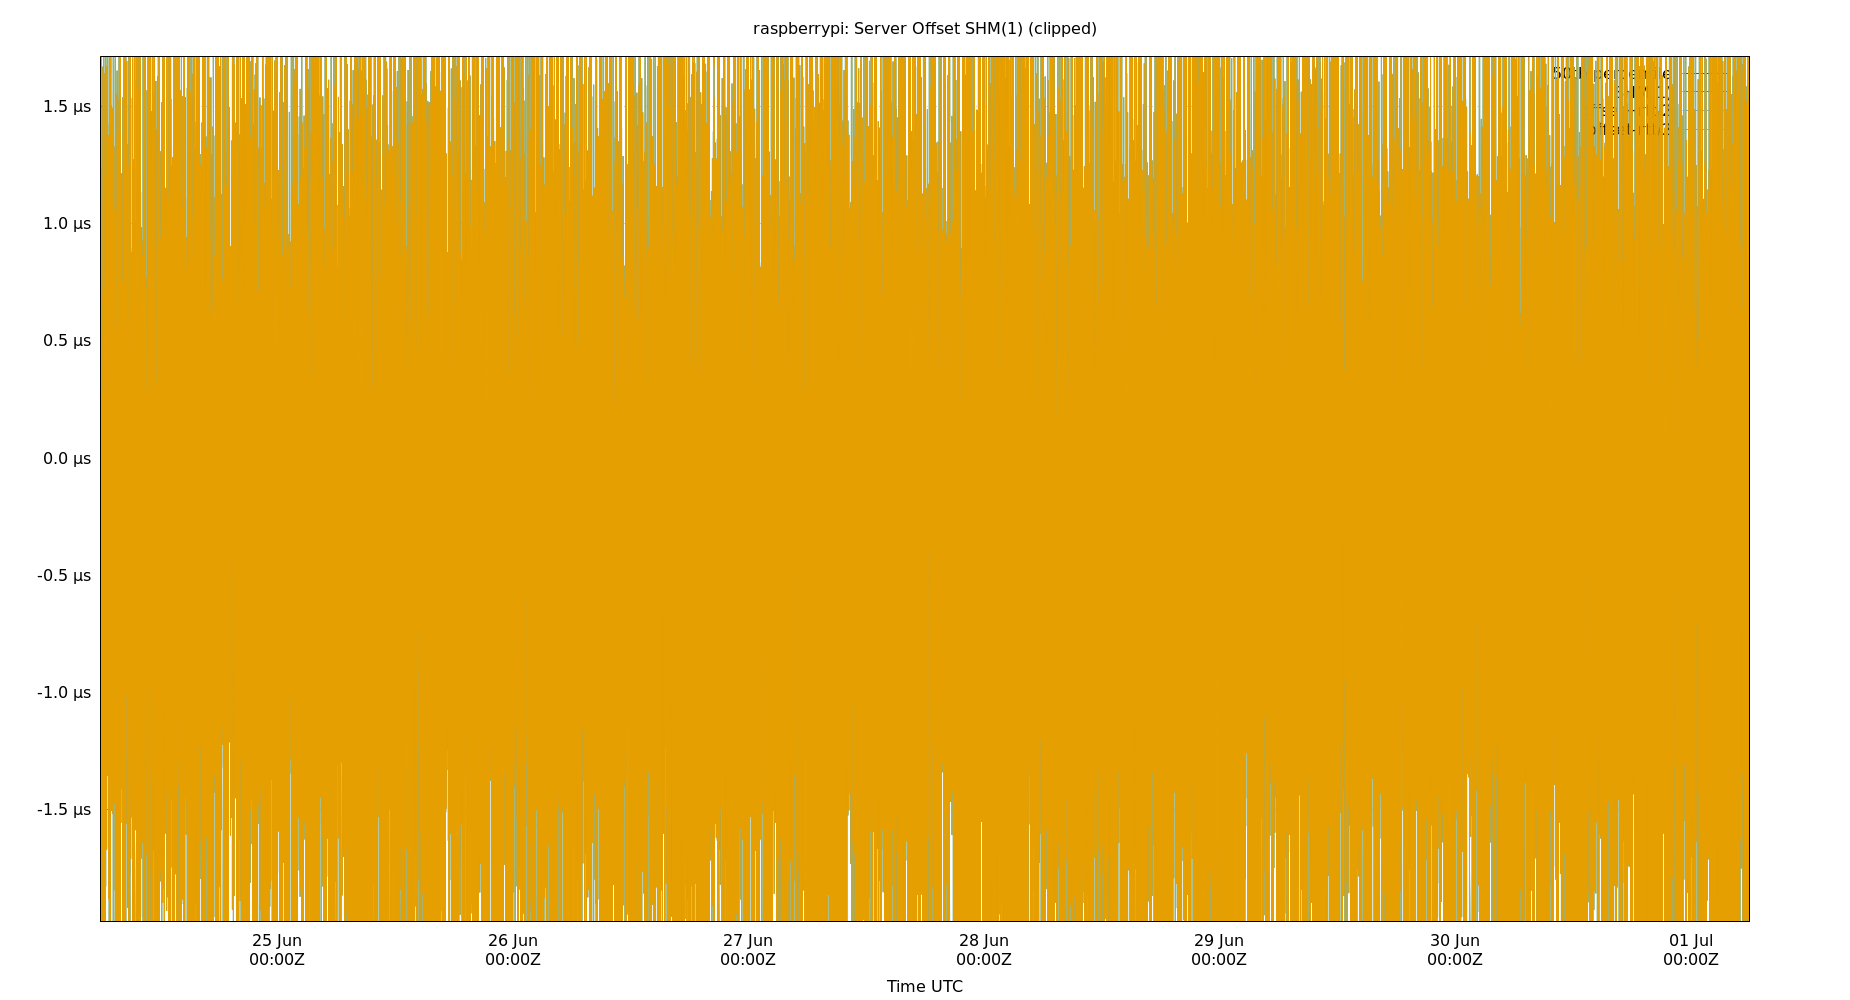 raspberrypi: Server Offset SHM(1) (clipped)
1.5 µs
1.0 µs
0.5 µs
0.0 µs
-0.5 µs
-1.0 µs
-1.5 µs
25 Jun
00:00Z
26 Jun
00:00Z
27 Jun
00:00Z
28 Jun
00:00Z
29 Jun
00:00Z
30 Jun
00:00Z
01 Jul
00:00Z
Time UTC